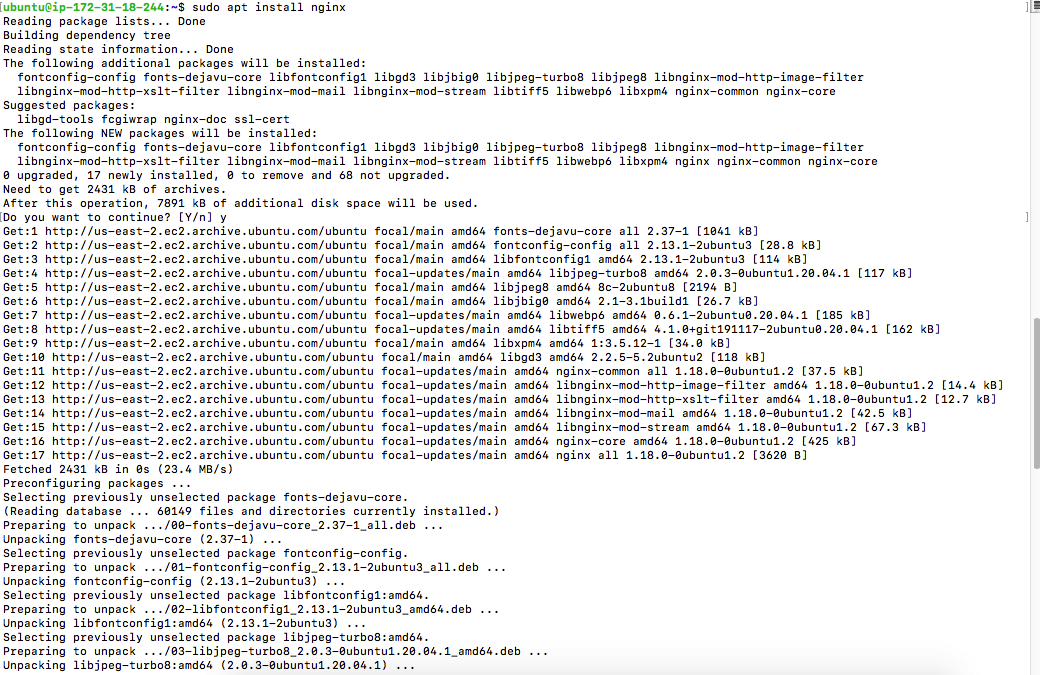 [ubuntu@ip-172-31-18-244:~$ sudo apt install nginx ]
Reading package lists... Done
Building dependency tree
Reading state information... Done
The following additional packages will be installed:
  fontconfig-config fonts-dejavu-core libfontconfig1 libgd3 libjbig0 libjpeg-turbo8 libjpeg8 libnginx-mod-http-image-filter
  libnginx-mod-http-xslt-filter libnginx-mod-mail libnginx-mod-stream libtiff5 libwebp6 libxpm4 nginx-common nginx-core
Suggested packages:
  libgd-tools fcgiwrap nginx-doc ssl-cert
The following NEW packages will be installed:
  fontconfig-config fonts-dejavu-core libfontconfig1 libgd3 libjbig0 libjpeg-turbo8 libjpeg8 libnginx-mod-http-image-filter
  libnginx-mod-http-xslt-filter libnginx-mod-mail libnginx-mod-stream libtiff5 libwebp6 libxpm4 nginx nginx-common nginx-core
0 upgraded, 17 newly installed, 0 to remove and 68 not upgraded.
Need to get 2431 kB of archives.
After this operation, 7891 kB of additional disk space will be used.
[Do you want to continue? [Y/n] y ]
Get:1 http://us-east-2.ec2.archive.ubuntu.com/ubuntu focal/main amd64 fonts-dejavu-core all 2.37-1 [1041 kB]
Get:2 http://us-east-2.ec2.archive.ubuntu.com/ubuntu focal/main amd64 fontconfig-config all 2.13.1-2ubuntu3 [28.8 kB]
Get:3 http://us-east-2.ec2.archive.ubuntu.com/ubuntu focal/main amd64 libfontconfig1 amd64 2.13.1-2ubuntu3 [114 kB]
Get:4 http://us-east-2.ec2.archive.ubuntu.com/ubuntu focal-updates/main amd64 libjpeg-turbo8 amd64 2.0.3-0ubuntu1.20.04.1 [117 kB]
Get:5 http://us-east-2.ec2.archive.ubuntu.com/ubuntu focal/main amd64 libjpeg8 amd64 8c-2ubuntu8 [2194 B]
Get:6 http://us-east-2.ec2.archive.ubuntu.com/ubuntu focal/main amd64 libjbig0 amd64 2.1-3.1build1 [26.7 kB]
Get:7 http://us-east-2.ec2.archive.ubuntu.com/ubuntu focal-updates/main amd64 libwebp6 amd64 0.6.1-2ubuntu0.20.04.1 [185 kB]
Get:8 http://us-east-2.ec2.archive.ubuntu.com/ubuntu focal-updates/main amd64 libtiff5 amd64 4.1.0+git191117-2ubuntu0.20.04.1 [162 kB]
Get:9 http://us-east-2.ec2.archive.ubuntu.com/ubuntu focal/main amd64 libxpm4 amd64 1:3.5.12-1 [34.0 kB]
Get:10 http://us-east-2.ec2.archive.ubuntu.com/ubuntu focal/main amd64 libgd3 amd64 2.2.5-5.2ubuntu2 [118 kB]
Get:11 http://us-east-2.ec2.archive.ubuntu.com/ubuntu focal-updates/main amd64 nginx-common all 1.18.0-0ubuntu1.2 [37.5 kB]
Get:12 http://us-east-2.ec2.archive.ubuntu.com/ubuntu focal-updates/main amd64 libnginx-mod-http-image-filter amd64 1.18.0-0ubuntu1.2 [14.4 kB]
Get:13 http://us-east-2.ec2.archive.ubuntu.com/ubuntu focal-updates/main amd64 libnginx-mod-http-xslt-filter amd64 1.18.0-0ubuntu1.2 [12.7 kB]
Get:14 http://us-east-2.ec2.archive.ubuntu.com/ubuntu focal-updates/main amd64 libnginx-mod-mail amd64 1.18.0-0ubuntu1.2 [42.5 kB]
Get:15 http://us-east-2.ec2.archive.ubuntu.com/ubuntu focal-updates/main amd64 libnginx-mod-stream amd64 1.18.0-0ubuntu1.2 [67.3 kB]
Get:16 http://us-east-2.ec2.archive.ubuntu.com/ubuntu focal-updates/main amd64 nginx-core amd64 1.18.0-0ubuntu1.2 [425 kB]
Get:17 http://us-east-2.ec2.archive.ubuntu.com/ubuntu focal-updates/main amd64 nginx all 1.18.0-0ubuntu1.2 [3620 B]
Fetched 2431 kB in 0s (23.4 MB/s)
Preconfiguring packages ...
Selecting previously unselected package fonts-dejavu-core.
(Reading database ... 60149 files and directories currently installed.)
Preparing to unpack .../00-fonts-dejavu-core_2.37-1_all.deb ...
Unpacking fonts-dejavu-core (2.37-1) ...
Selecting previously unselected package fontconfig-config.
Preparing to unpack .../01-fontconfig-config_2.13.1-2ubuntu3_all.deb ...
Unpacking fontconfig-config (2.13.1-2ubuntu3) ...
Selecting previously unselected package libfontconfig1:amd64.
Preparing to unpack .../02-libfontconfig1_2.13.1-2ubuntu3_amd64.deb ...
Unpacking libfontconfig1:amd64 (2.13.1-2ubuntu3) ...
Selecting previously unselected package libjpeg-turbo8:amd64.
Preparing to unpack .../03-libjpeg-turbo8_2.0.3-0ubuntu1.20.04.1_amd64.deb ...
Unpacking libjpeg-turbo8:amd64 (2.0.3-0ubuntu1.20.04.1) ...